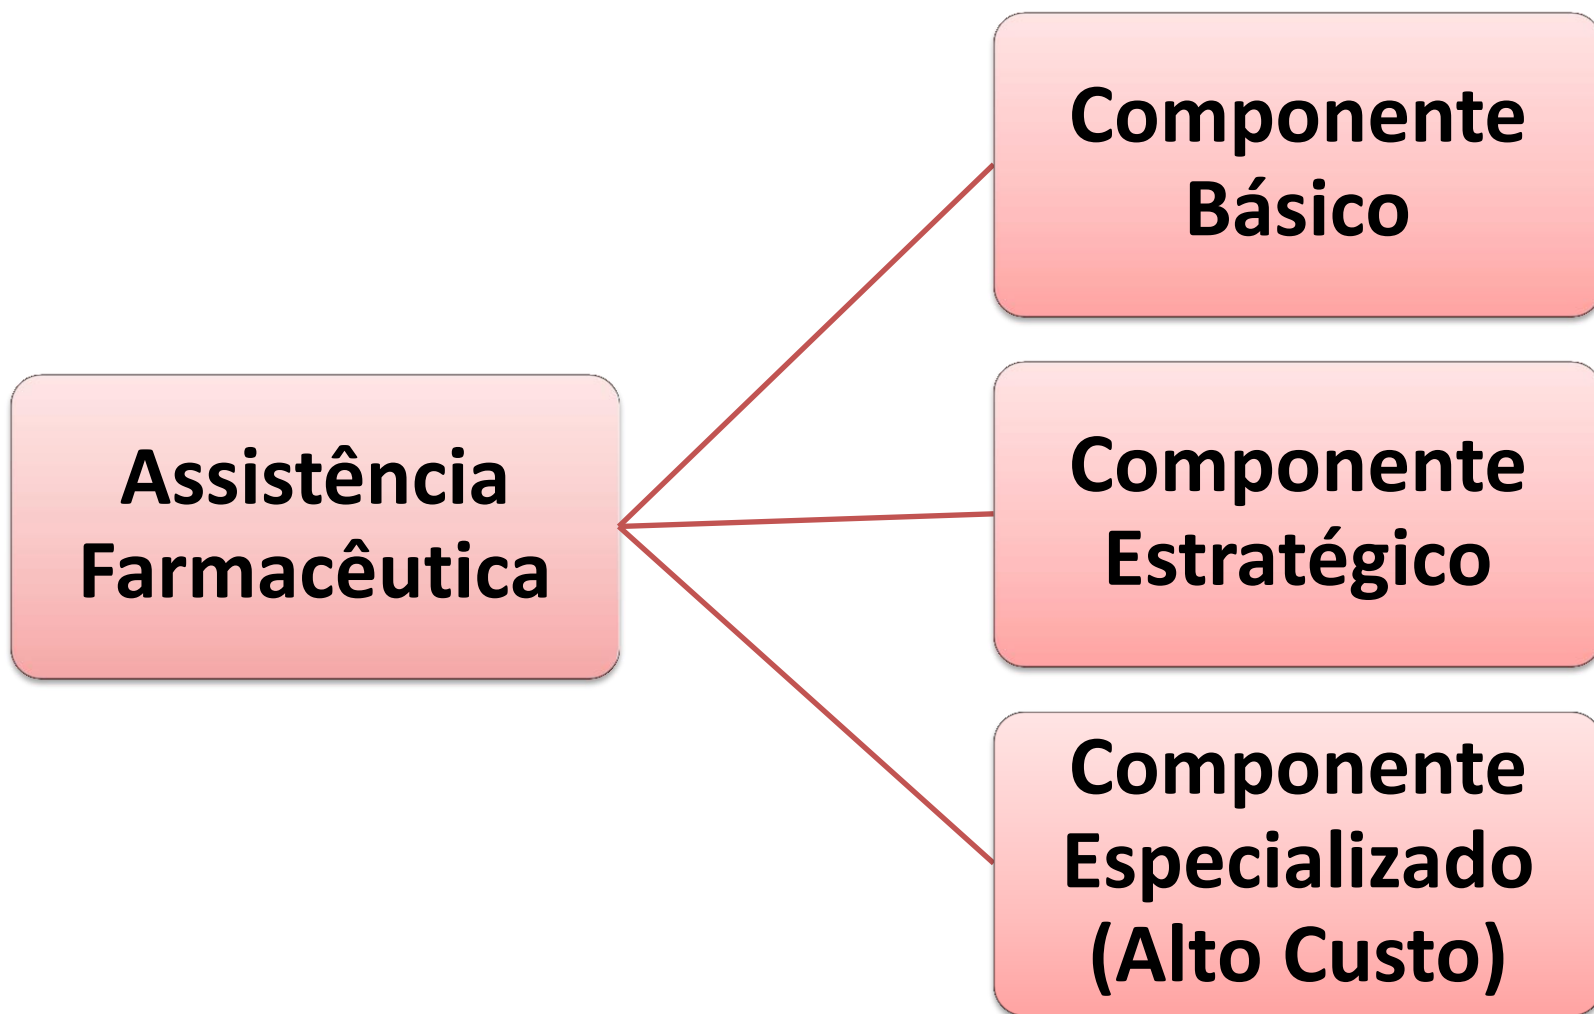 Assistência
Farmacêutica
Componente
Básico
Componente
Estratégico
Componente
Especializado
(Alto Custo)